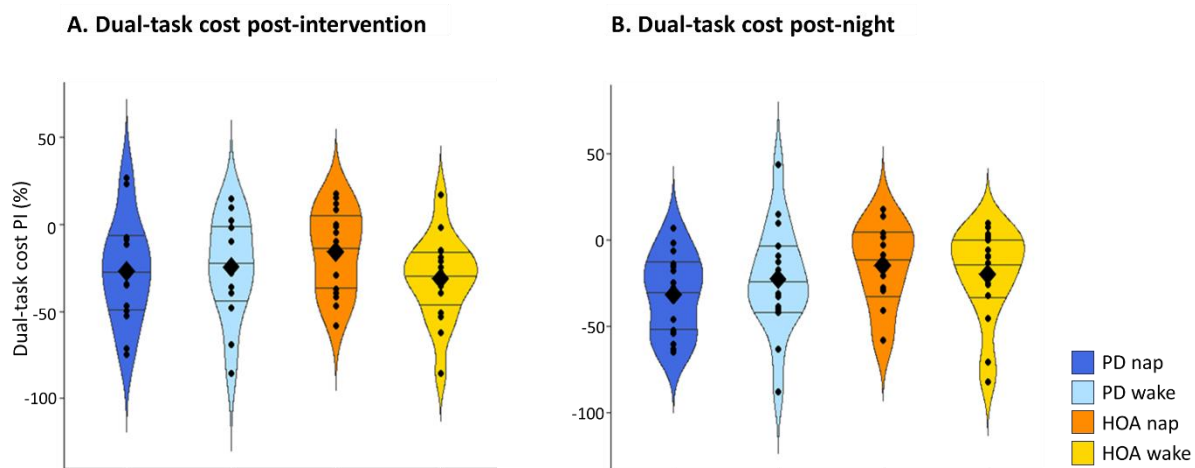 A. Dual-task cost post-intervention
B. Dual-task cost post-night
Dual-task cost PI (%)
50
0
-50
-100
50
0
-50
-100
PD nap
PD wake
HOA nap
HOA wake